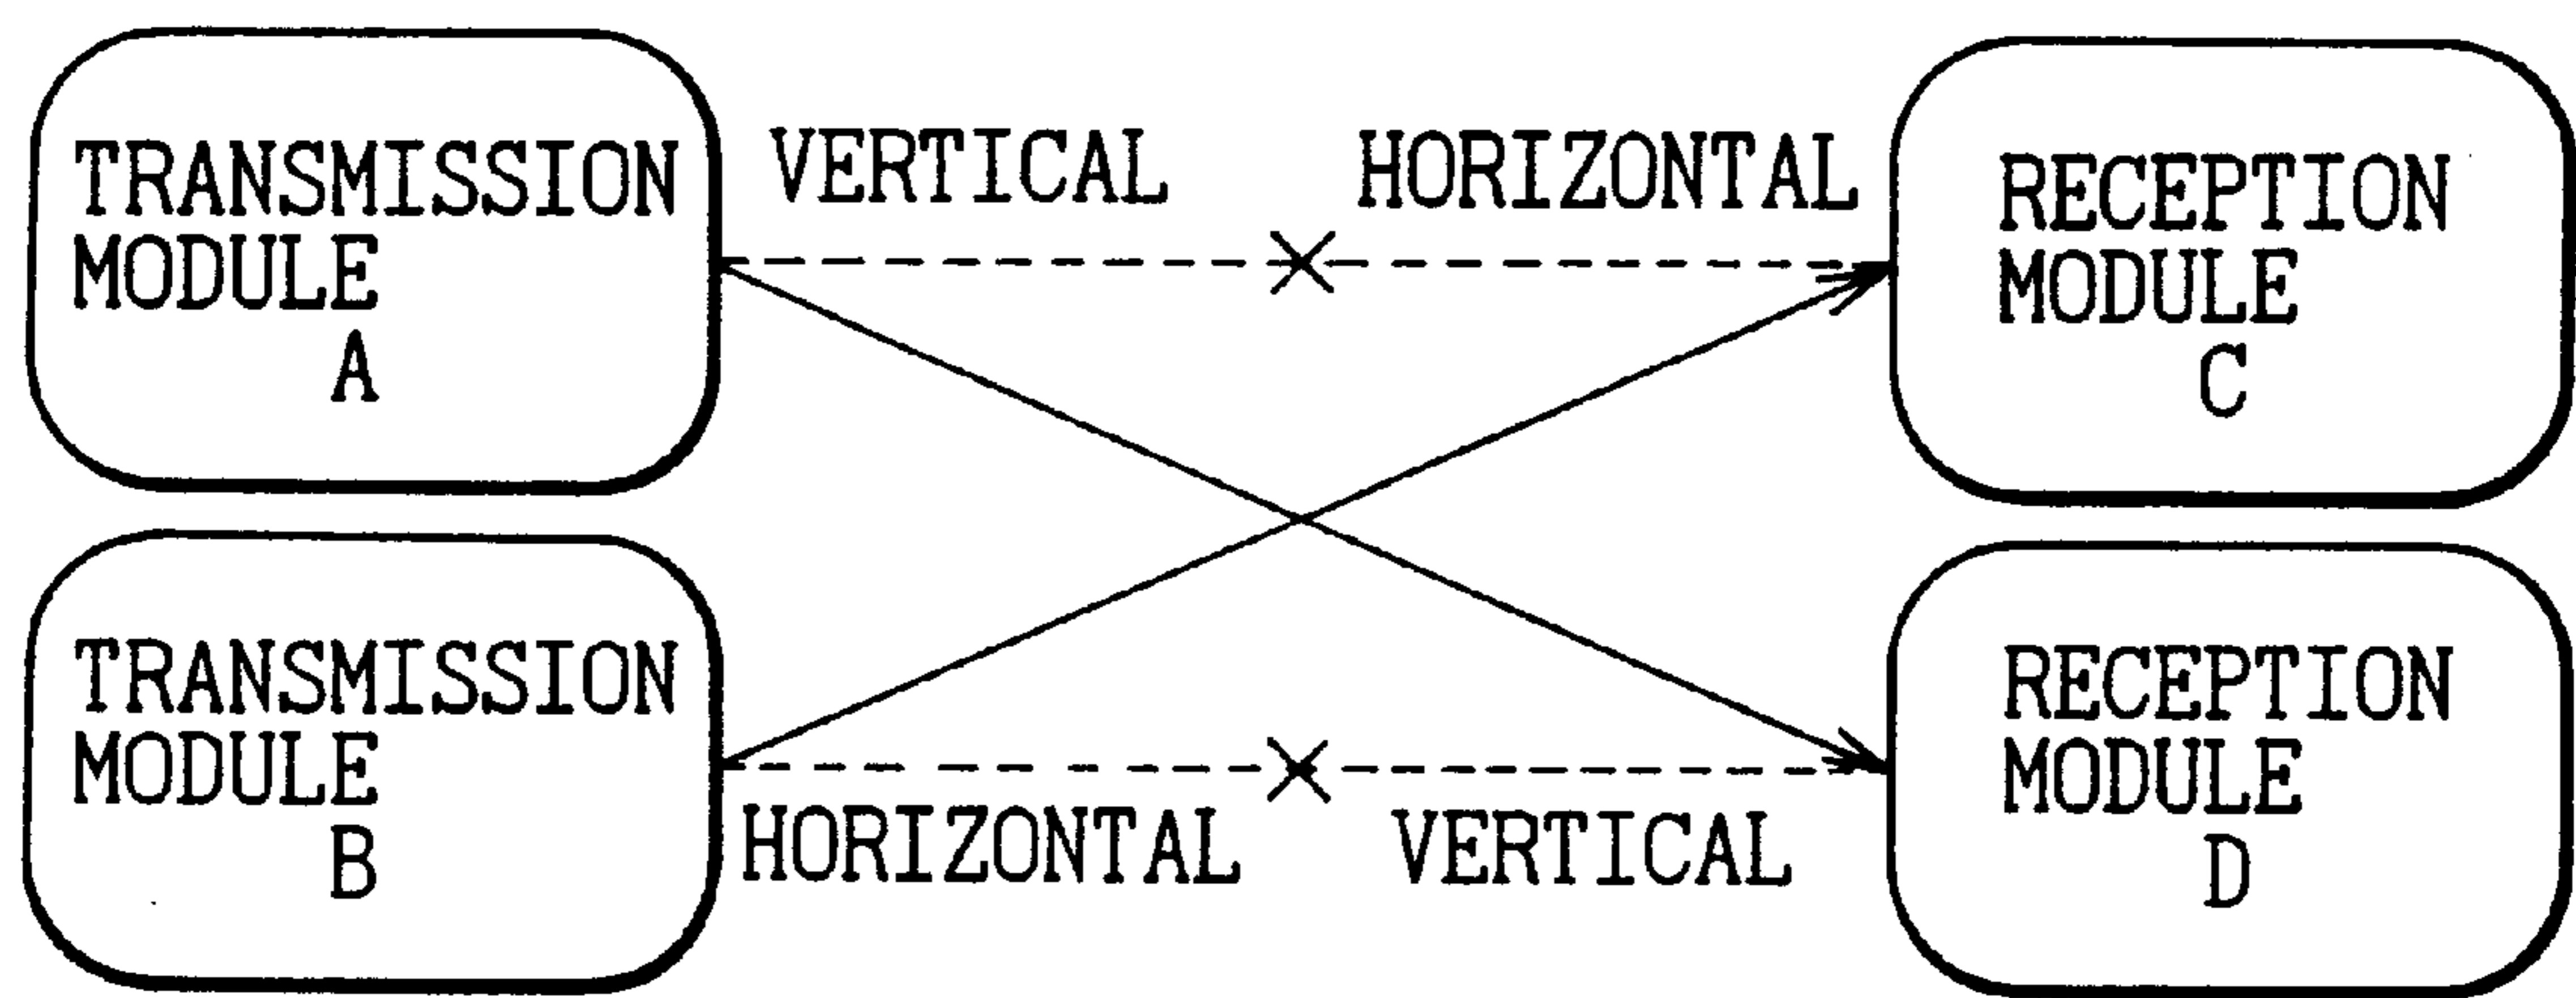 TRANSMISSION
MODULE
A
VERTICAL
HORIZONTAL
RECEPTION
MODULE
C
TRANSMISSION
MODULE
B
HORIZONTAL
VERTICAL
RECEPTION
MODULE
D